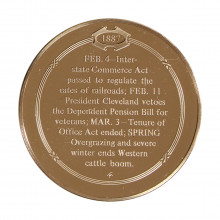 1887
FEB. 4—Inter-
state Commerce Act
passed to regulate the
rates of railroads; FEB. 11
President Cleveland vetoes
the Dependent Pension Bill for
veterans; MAR. 3—Tenure of
Office Act ended; SPRING
Overgrazing and severe
winter ends Western
cattle boom.